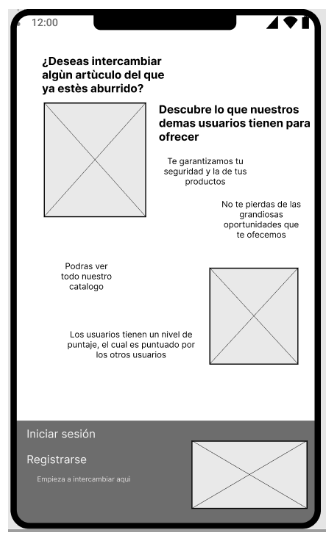 12:00
¿Deseas intercambiar
algùn artùculo del que
ya estès aburrido?
Descubre lo que nuestros
demas usuarios tienen para
ofrecer
Te garantizamos tu
seguridad y la de tus
productos
No te pierdas de las
grandiosas
oportunidades que
te ofecemos
Podras ver
todo nuestro
catalogo
Los usuarios tienen un nivel de
puntaje, el cual es puntuado por
los otros usuarios
Iniciar sesión
Registrarse
Empieza a intercambiar aqui